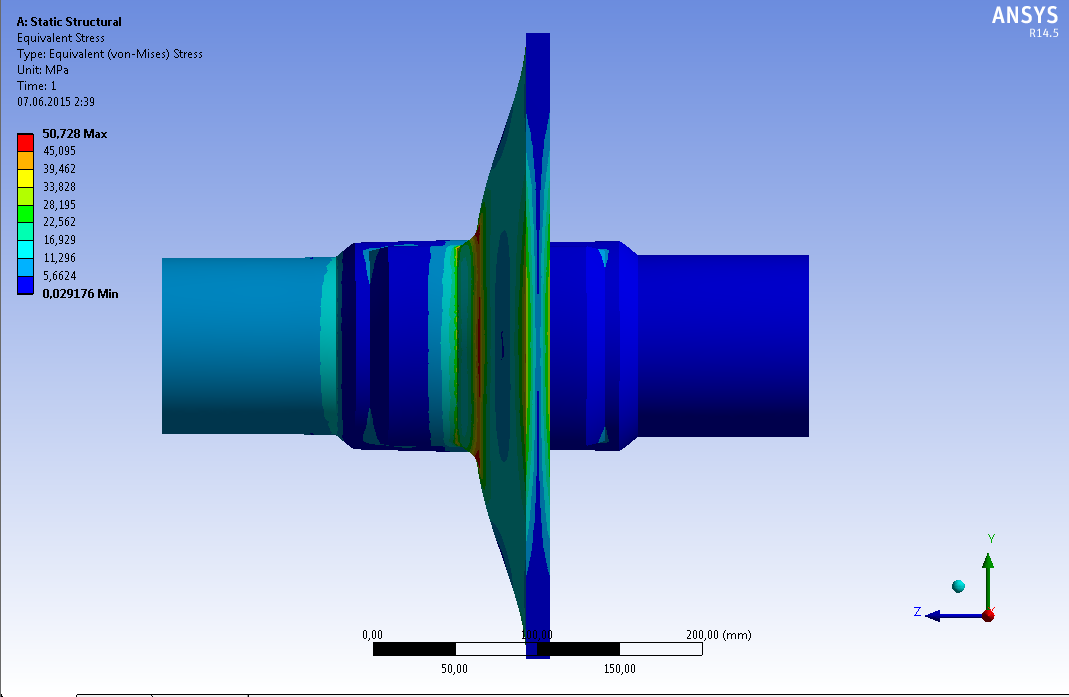 A: Static Structural
Equivalent Stress
Type: Equivalent (von-Mises) Stress
Unit: MPa
Time: 1
07.06.2015 2:39
ANSYS
R14.5
50,728 Max
45,095
39,462
33,828
28,195
22,562
16,929
11,296
5,6624
0,029176 Min
Y
Z
X
0,00 100,00 200,00 (mm)
50,00 150,00